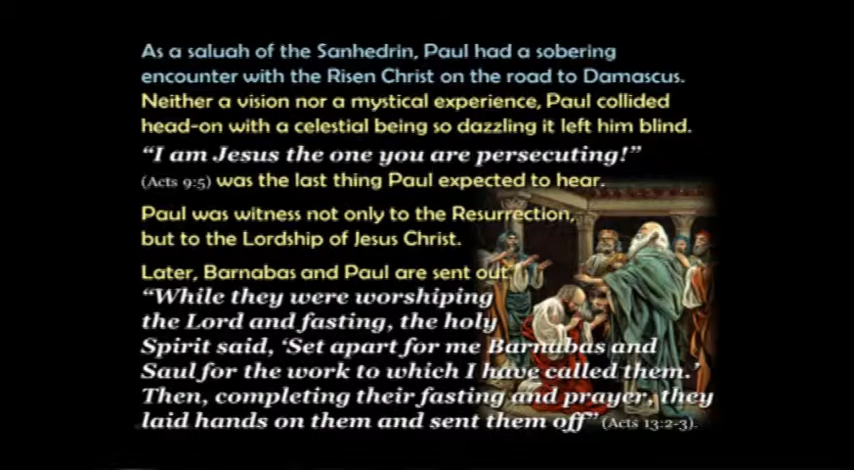 As a saluah of the Sanhedrin, Paul had a sobering
encounter with the Risen Christ on the road to Damascus.
Neither a vision nor a mystical experience, Paul collided
head-on with a celestial being so dazzling it left him blind.
“I am Jesus the one you are persecuting!”
(Acts 9:5) was the last thing Paul expected to hear.
Paul was witness not only to the Resurrection,
but to the Lordship of Jesus Christ.
Later, Barnabas and Paul are sent out.
“While they were worshiping
the Lord and fasting, the holy
Spirit said, ‘Set apart for me Barnabas and
Saul for the work to which I have called them.’
Then, completing their fasting and prayer, they
laid hands on them and sent them off” (Acts 13:2-3).